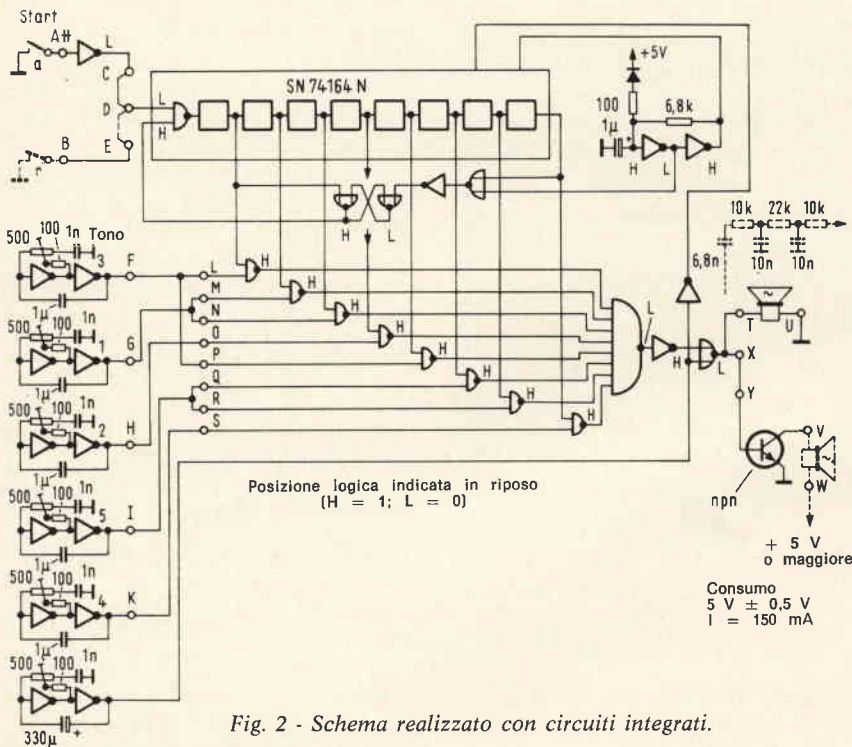 Start
A#
L
a
C
D
L
H
E
B
r
SN 74164 N
+5V
100
6,8k
1µ
H
L
H
H
L
10k
22k
10k
6,8n
10n
10n
500
100
1n
Tono
3
F
1µ
500
100
1n
1
G
1µ
500
100
1n
2
H
1µ
500
100
1n
5
I
1µ
500
100
1n
4
K
1µ
500
100
1n
330µ
+
L
M
N
O
P
Q
R
S
H
H
H
H
H
H
H
H
L
H
L
T
U
X
Y
V
W
npn
+ 5 V
o maggiore
Posizione logica indicata in riposo
(H = 1; L = 0)
Consumo
5 V ± 0,5 V
I = 150 mA
Fig. 2 - Schema realizzato con circuiti integrati.